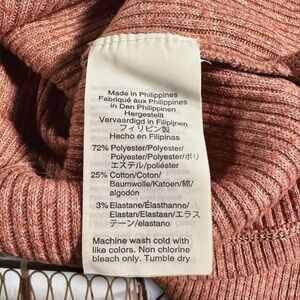 Made in Philippines
Fabriqué aux Philippines
in Den Philippinen
Hergestellt
Vervaardigd in Filipijnen
フィリピン製
Hecho en Filipinas
72% Polyester/Polyester/
Polyester/Polyester/ポリ
エステル/poliéster
25% Cotton/Coton/
Baumwolle/Katoen/綿/
algodón
3% Elastane/Élasthanne/
Elastan/Elastaan/エラス
テーン/elastano
Machine wash cold with
like colors. Non chlorine
bleach only. Tumble dry